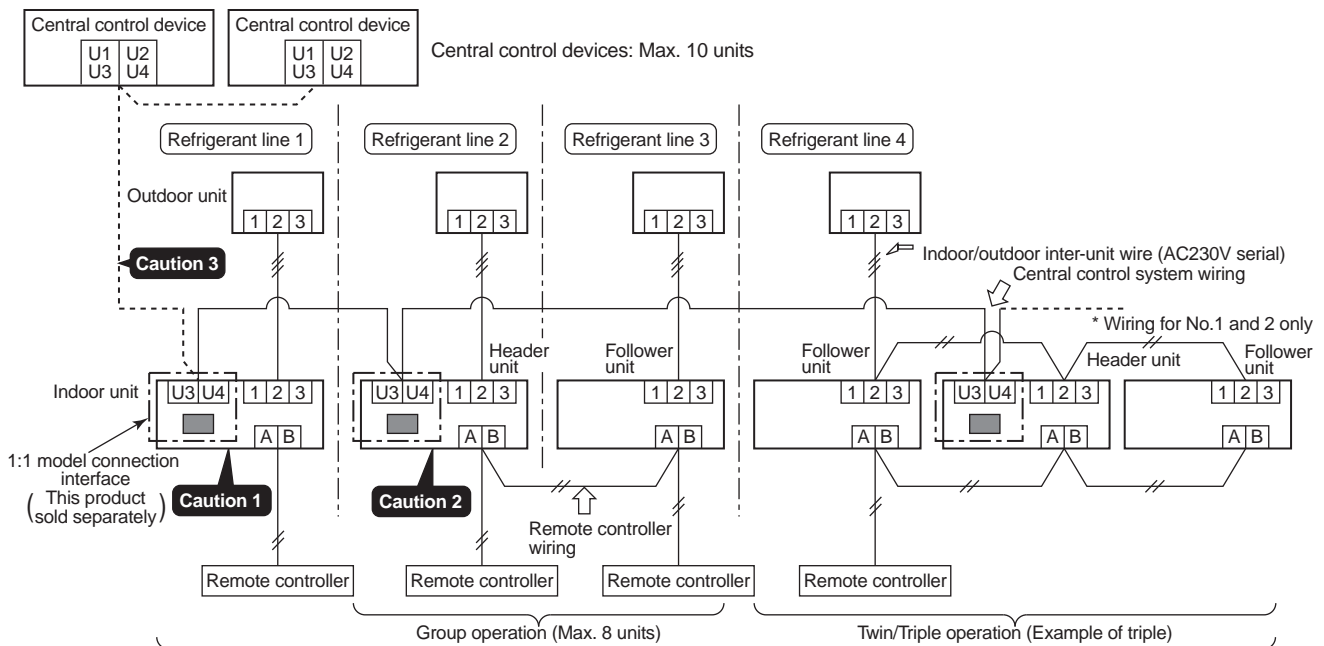 Central control device
Central control device
U1 U2
U3 U4
U1 U2
U3 U4
Central control devices: Max. 10 units
Refrigerant line 1
Refrigerant line 2
Refrigerant line 3
Refrigerant line 4
Outdoor unit
1 2 3
1 2 3
1 2 3
1 2 3
Caution 3
Indoor/outdoor inter-unit wire (AC230V serial)
Central control system wiring
* Wiring for No.1 and 2 only
Indoor unit
U3 U4
1 2 3
A B
Header
unit
U3 U4
1 2 3
A B
Follower
unit
1 2 3
A B
Follower
unit
1 2 3
A B
Header unit
U3 U4
1 2 3
A B
Follower
unit
1 2 3
A B
1:1 model connection
interface
(This product
sold separately)
Caution 1
Caution 2
Remote controller
wiring
Remote controller
Remote controller
Remote controller
Remote controller
Group operation (Max. 8 units)
Twin/Triple operation (Example of triple)